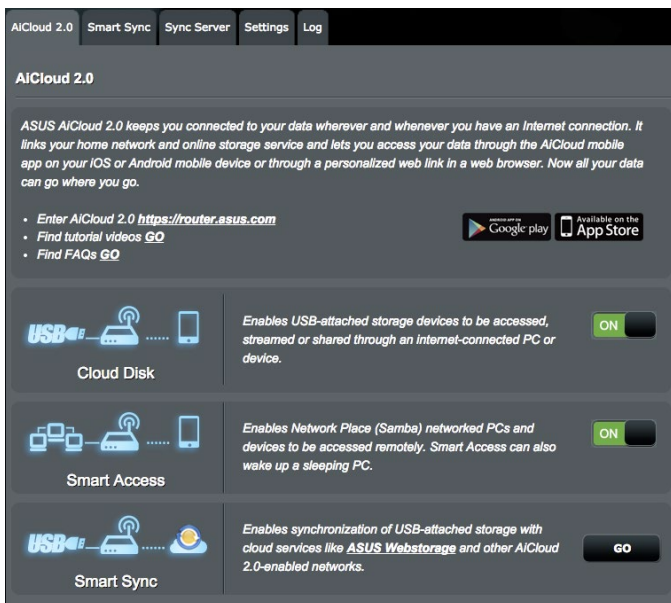 AiCloud 2.0 Smart Sync Sync Server Settings Log
AiCloud 2.0
ASUS AiCloud 2.0 keeps you connected to your data wherever and whenever you have an Internet connection. It
links your home network and online storage service and lets you access your data through the AiCloud mobile
app on your iOS or Android mobile device or through a personalized web link in a web browser. Now all your data
can go where you go.
• Enter AiCloud 2.0 https://router.asus.com
• Find tutorial videos GO
• Find FAQs GO
ANDROID APP ON
Google play
Available on the
App Store
USB
Cloud Disk
Enables USB-attached storage devices to be accessed,
streamed or shared through an internet-connected PC or
device.
ON
Smart Access
Enables Network Place (Samba) networked PCs and
devices to be accessed remotely. Smart Access can also
wake up a sleeping PC.
ON
USB
Smart Sync
Enables synchronization of USB-attached storage with
cloud services like ASUS Webstorage and other AiCloud
2.0-enabled networks.
GO